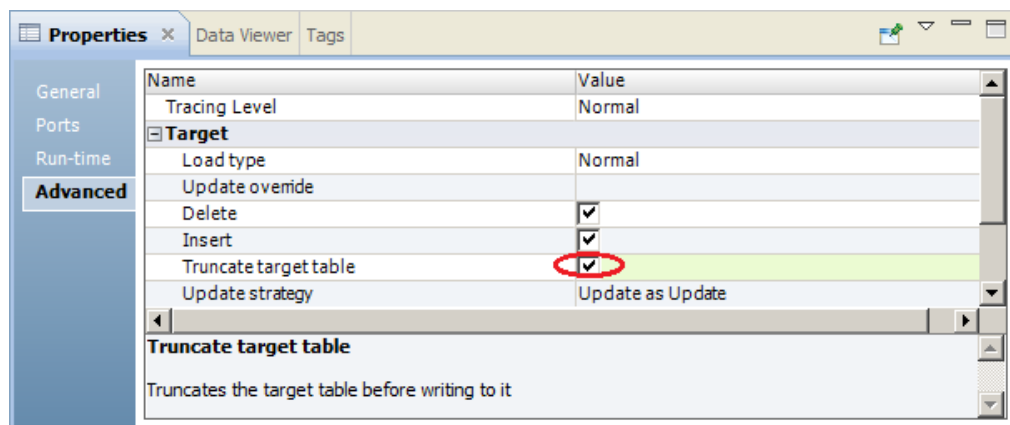 Properties Data Viewer Tags
General
Ports
Run-time
Advanced
Name Value
Tracing Level Normal
Target
Load type Normal
Update override
Delete
Insert
Truncate target table
Update strategy Update as Update
Truncate target table
Truncates the target table before writing to it